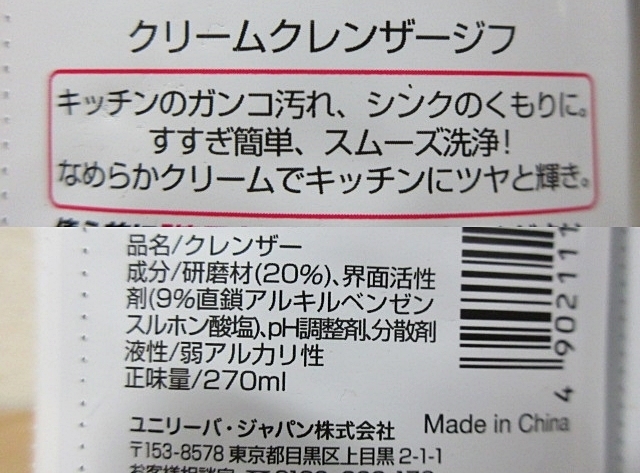 クリームクレンザージフ
キッチンのガンコ汚れ、シンクのくもりに。
すすぎ簡単、スムーズ洗浄!
なめらかクリームでキッチンにツヤと輝き。
品名/クレンザー
成分/研磨材(20%)、界面活性
剤(9%直鎖アルキルベンゼン
スルホン酸塩)、pH調整剤、分散剤
液性/弱アルカリ性
正味量/270ml
4 902111
ユニリーバ・ジャパン株式会社
Made in China
〒153-8578 東京都目黒区上目黒 2-1-1